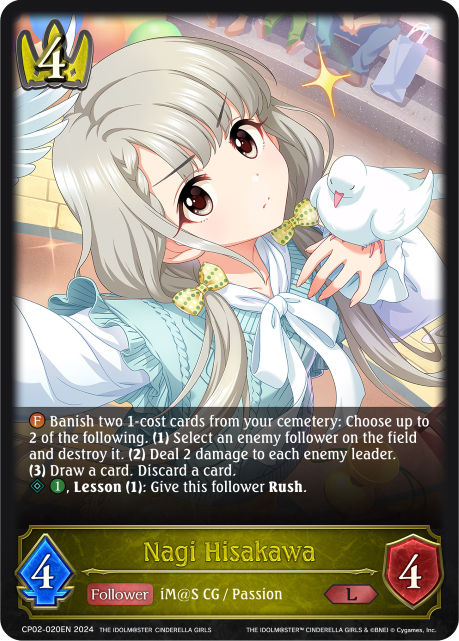 4
F Banish two 1-cost cards from your cemetery: Choose up to
2 of the following. (1) Select an enemy follower on the field
and destroy it. (2) Deal 2 damage to each enemy leader.
(3) Draw a card. Discard a card.
I, Lesson (1): Give this follower Rush.
Nagi Hisakawa
4
Follower iM@S CG / Passion L
4
CP02-020EN 2024 THE IDOLM@STER CINDERELLA GIRLS THE IDOLM@STER™ CINDERELLA GIRLS & ©BNEI © Cygames, Inc.